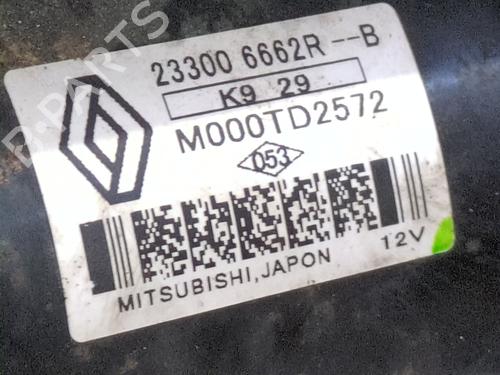 23300 6662R--B
K9 29
M000TD2572
053
MITSUBISHI,JAPON 12V
B-PARTS